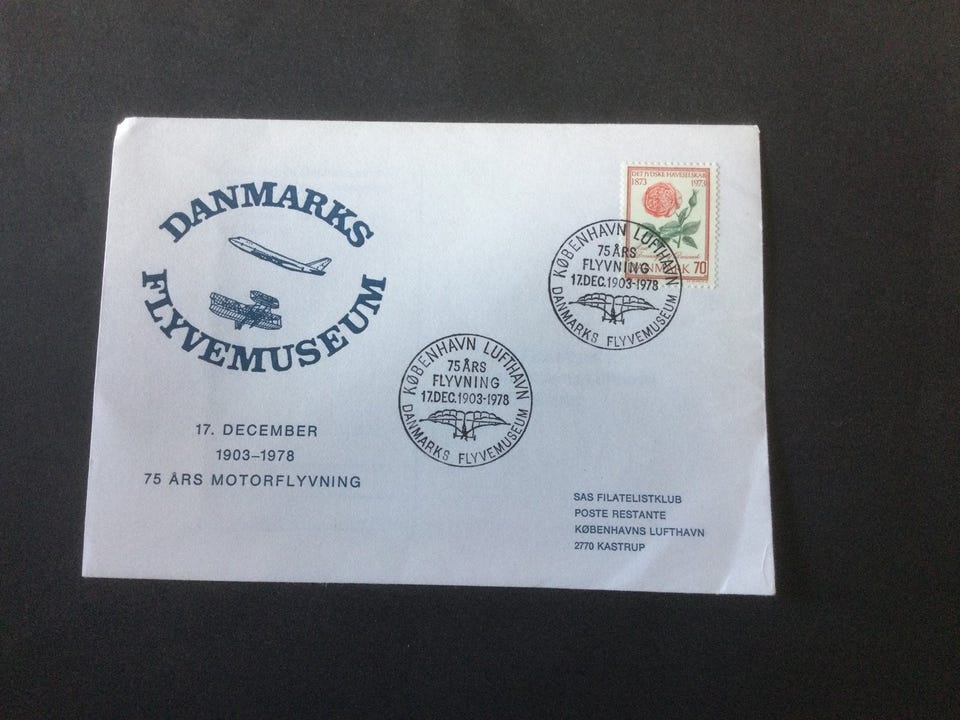 DANMARKS
FLYVEMUSEUM
17. DECEMBER
1903–1978
75 ÅRS MOTORFLYVNING
DET JYDSKE HAVESELSKAB
1873 1973
DANMARK 70
KØBENHAVN LUFTHAVN
75 ÅRS
FLYVNING
17.DEC.1903-1978
DANMARKS FLYVEMUSEUM
KØBENHAVN LUFTHAVN
75 ÅRS
FLYVNING
17.DEC.1903-1978
DANMARKS FLYVEMUSEUM
SAS FILATELISTKLUB
POSTE RESTANTE
KØBENHAVNS LUFTHAVN
2770 KASTRUP